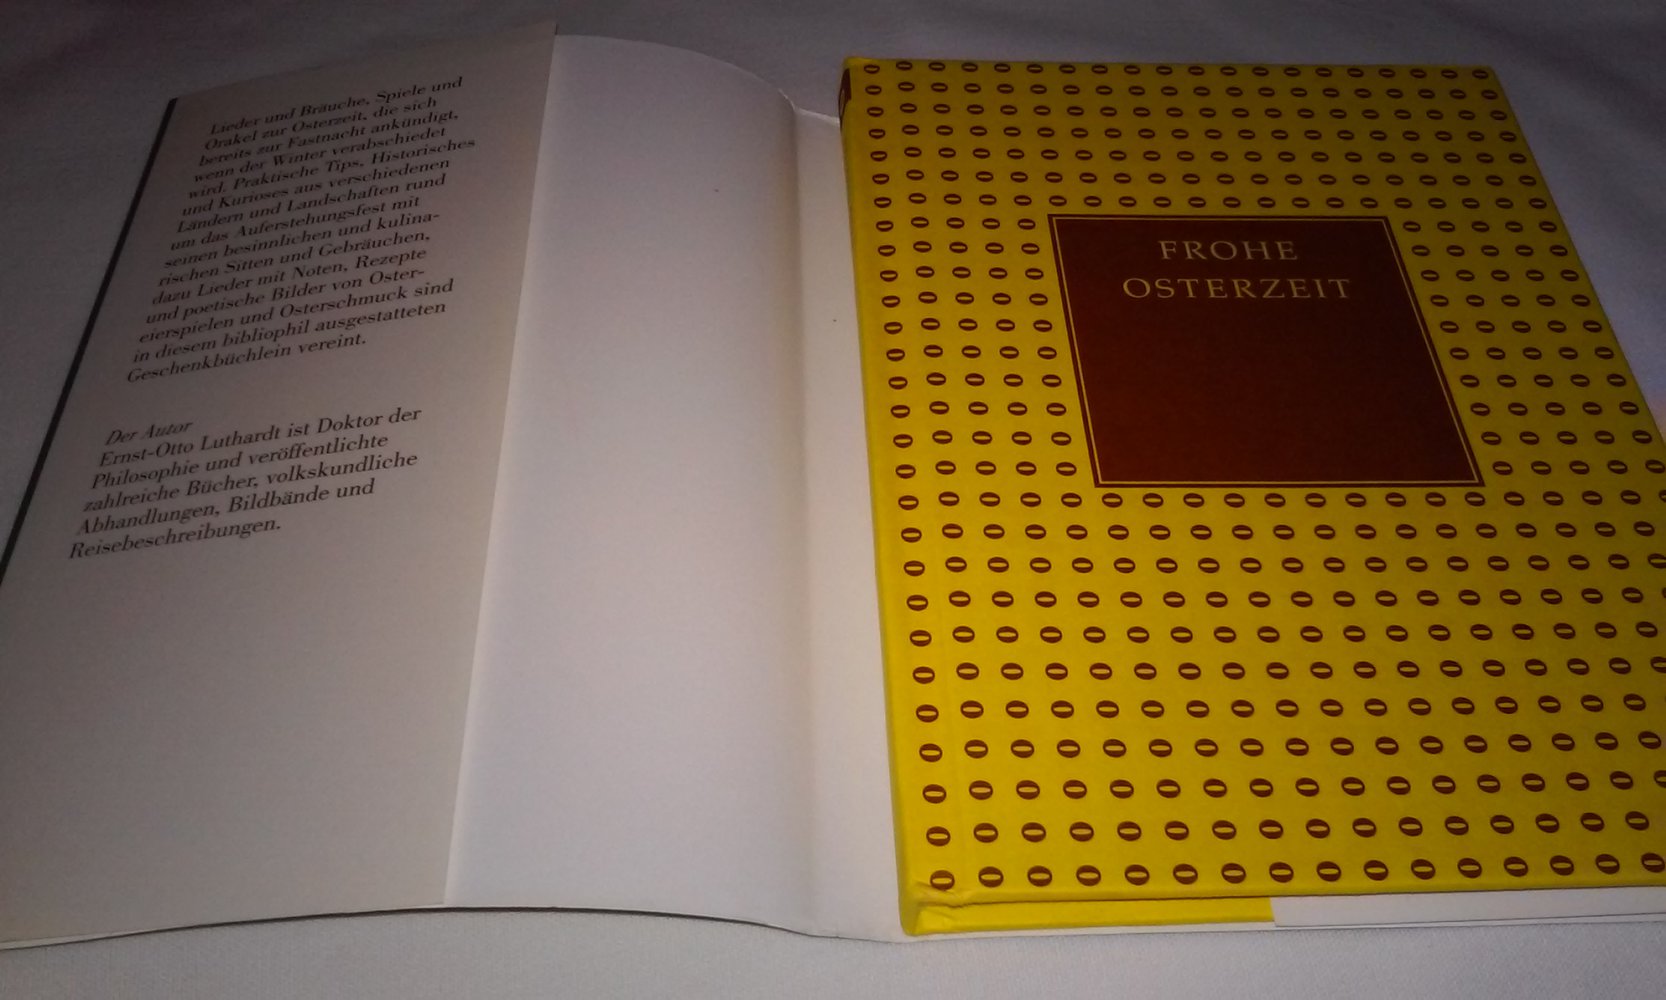 Lieder und Bräuche, Spiele und
Orakel zur Osterzeit, die sich
bereits zur Fastnacht ankündigt,
wenn der Winter verabschiedet
wird. Praktische Tips, Historisches
und Kurioses aus verschiedenen
Ländern und Landschaften rund
um das Auferstehungsfest mit
seinen besinnlichen und kulina-
rischen Sitten und Gebräuchen,
dazu Lieder mit Noten, Rezepte
und poetische Bilder von Oster-
eierspielen und Osterschmuck sind
in diesem bibliophil ausgestatteten
Geschenkbüchlein vereint.
Der Autor
Ernst-Otto Luthardt ist Doktor der
Philosophie und veröffentlichte
zahlreiche Bücher, volkskundliche
Abhandlungen, Bildbände und
Reisebeschreibungen.
FROHE
OSTERZEIT